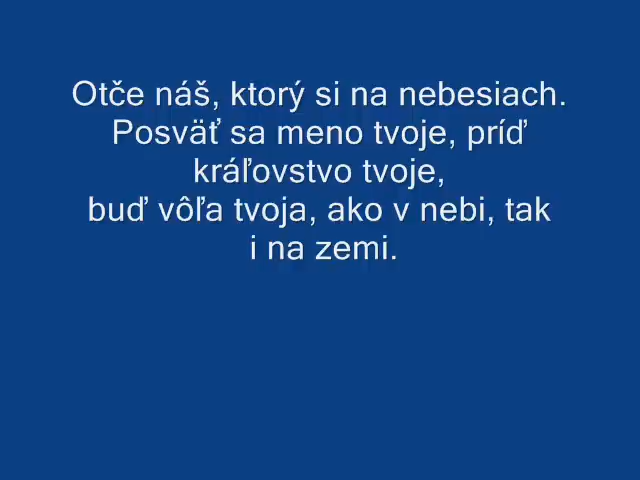 Otče náš, ktorý si na nebesiach.
Posväť sa meno tvoje, príď
kráľovstvo tvoje,
buď vôľa tvoja, ako v nebi, tak
i na zemi.